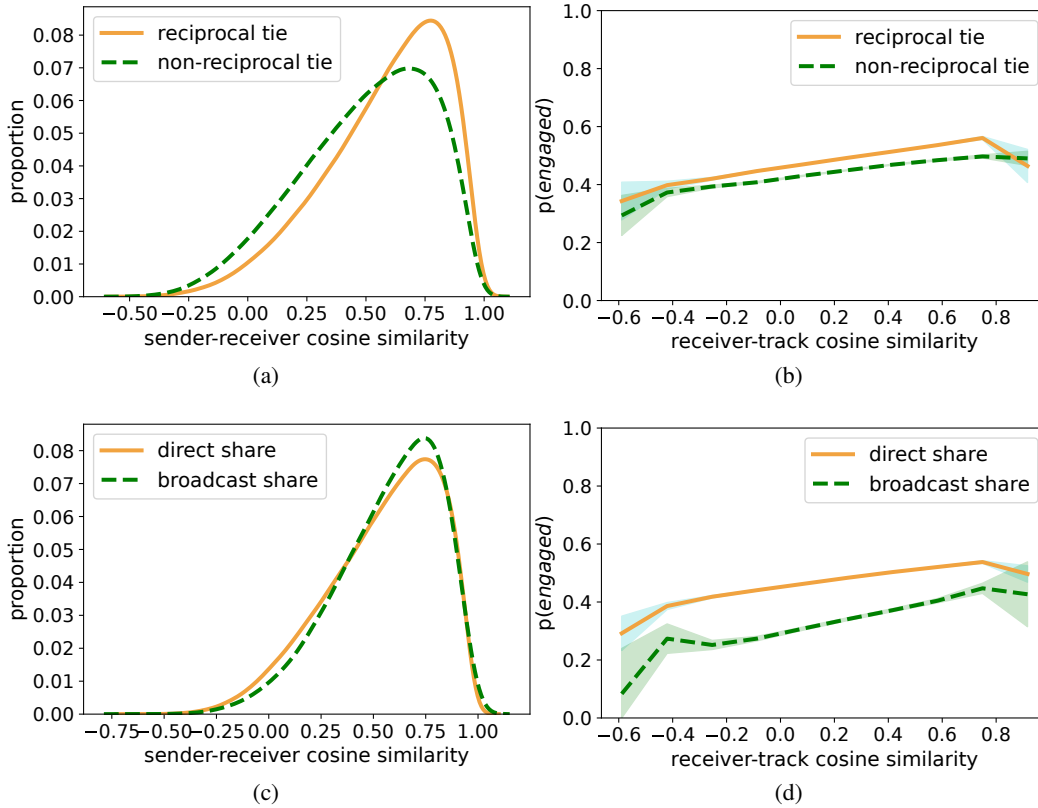 reciprocal tie
non-reciprocal tie
proportion
0.08
0.07
0.06
0.05
0.04
0.03
0.02
0.01
0.00
−0.50 −0.25 0.00 0.25 0.50 0.75 1.00
sender-receiver cosine similarity
(a)
reciprocal tie
non-reciprocal tie
p(engaged)
1.0
0.8
0.6
0.4
0.2
0.0
−0.6 −0.4 −0.2 0.0 0.2 0.4 0.6 0.8
receiver-track cosine similarity
(b)
direct share
broadcast share
proportion
0.08
0.07
0.06
0.05
0.04
0.03
0.02
0.01
0.00
−0.75 −0.50 −0.25 0.00 0.25 0.50 0.75 1.00
sender-receiver cosine similarity
(c)
direct share
broadcast share
p(engaged)
1.0
0.8
0.6
0.4
0.2
0.0
−0.6 −0.4 −0.2 0.0 0.2 0.4 0.6 0.8
receiver-track cosine similarity
(d)